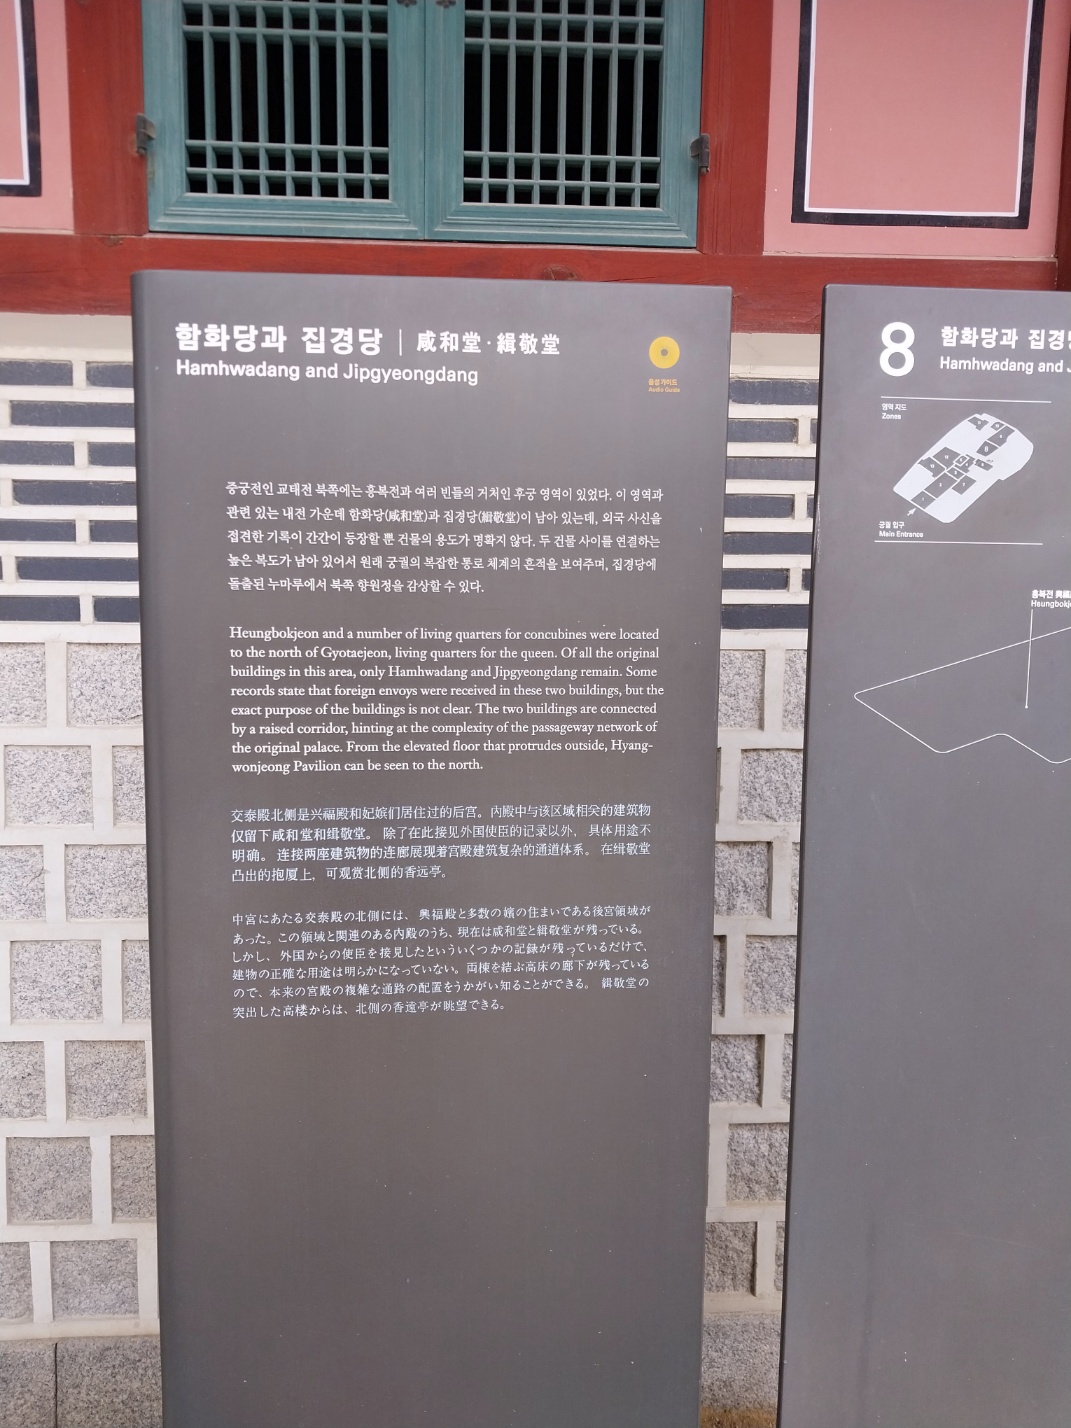 함화당과 집경당 | 咸和堂·緝敬堂
Hamhwadang and Jipgyeongdang
음성 가이드
Audio Guide
중궁전인 교태전 북쪽에는 흥복전과 여러 빈들의 거처인 후궁 영역이 있었다. 이 영역과
관련 있는 내전 가운데 함화당(咸和堂)과 집경당(緝敬堂)이 남아 있는데, 외국 사신을
접견한 기록이 간간이 등장할 뿐 건물의 용도가 명확지 않다. 두 건물 사이를 연결하는
높은 복도가 남아 있어서 원래 궁궐의 복잡한 통로 체계의 흔적을 보여주며, 집경당에
돌출된 누마루에서 북쪽 향원정을 감상할 수 있다.
Heungbokjeon and a number of living quarters for concubines were located
to the north of Gyotaejeon, living quarters for the queen. Of all the original
buildings in this area, only Hamhwadang and Jipgyeongdang remain. Some
records state that foreign envoys were received in these two buildings, but the
exact purpose of the buildings is not clear. The two buildings are connected
by a raised corridor, hinting at the complexity of the passageway network of
the original palace. From the elevated floor that protrudes outside, Hyang-
wonjeong Pavilion can be seen to the north.
交泰殿北侧是兴福殿和妃嫔们居住过的后宫。内殿中与该区域相关的建筑物
仅留下咸和堂和缉敬堂。 除了在此接见外国使臣的记录以外, 具体用途不
明确。 连接两座建筑物的连廊展现着宫殿建筑复杂的通道体系。 在缉敬堂
凸出的抱厦上, 可观赏北侧的香远亭。
中宮にあたる交泰殿の北側には、 興福殿と多数の嬪の住まいである後宮領域が
あった。この領域と関連のある内殿のうち、現在は咸和堂と緝敬堂が残っている。
しかし、 外国からの使臣を接見したといういくつかの記録が残っているだけで、
建物の正確な用途は明らかになっていない。両棟を結ぶ高床の廊下が残っている
ので、本来の宮殿の複雑な通路の配置をうかがい知ることができる。 緝敬堂の
突出した高楼からは、北側の香遠亭が眺望できる。
8
함화당과 집경
Hamhwadang and J
영역 지도
Zones
궁궐 입구
Main Entrance
흥복전 興
Heungbokj